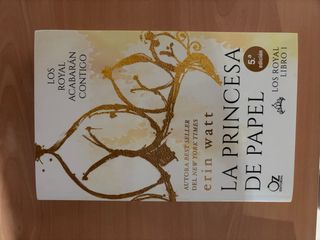 LOS
ROYAL
ACABARÁN
CONTIGO
AUTORA BEST SELLER
DEL NEW YORK TIMES
erin watt
LA PRINCESA
DE PAPEL
5.ª edición
LOS ROYAL
LIBRO 1
OZ